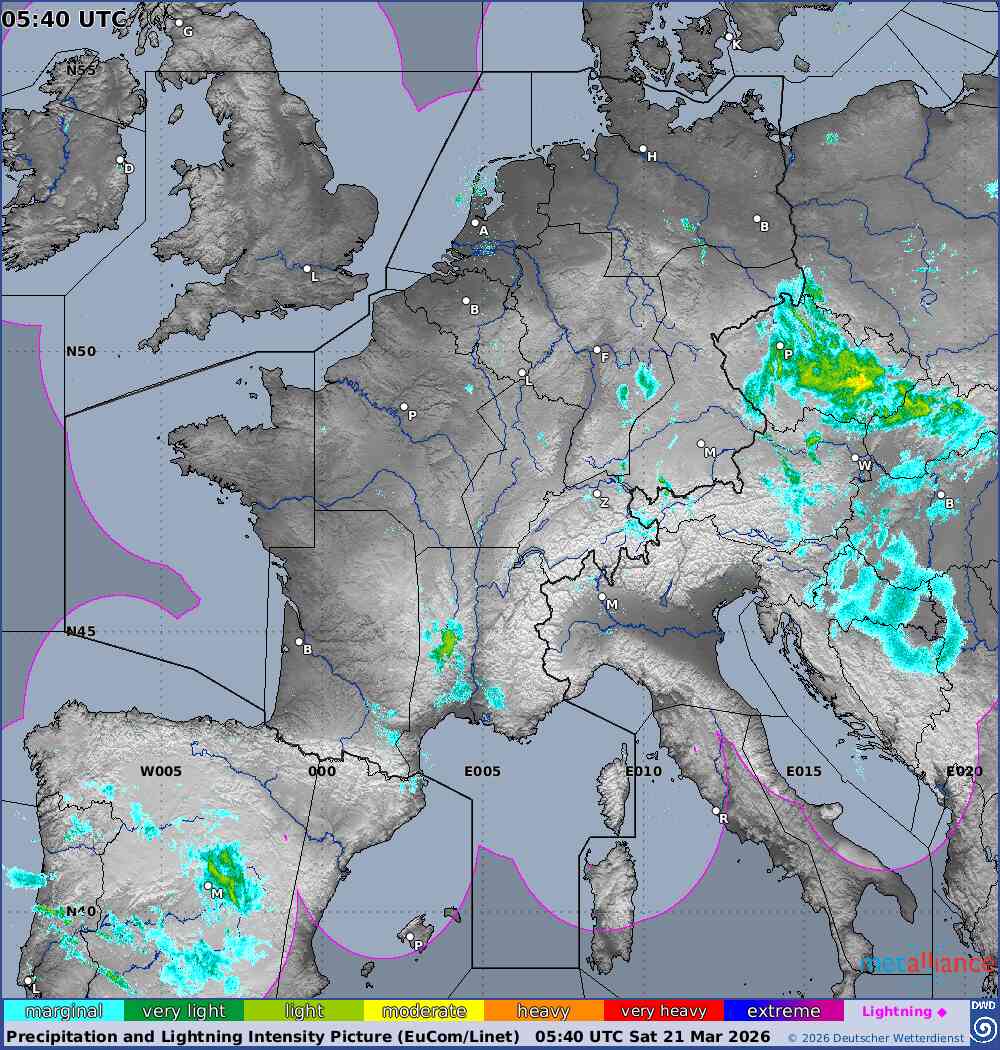 05:40 UTC
G
K
N55
D
H
A
B
B
L
B
N50
F
P
L
P
M
W
Z
B
M
N45
B
W005
000
E005
E010
E015
E020
R
M
N40
P
L
metalliance
marginal
very light
light
moderate
heavy
very heavy
extreme
Lightning ◆
DWD
Precipitation and Lightning Intensity Picture (EuCom/Linet) 05:40 UTC Sat 21 Mar 2026 © 2026 Deutscher Wetterdienst